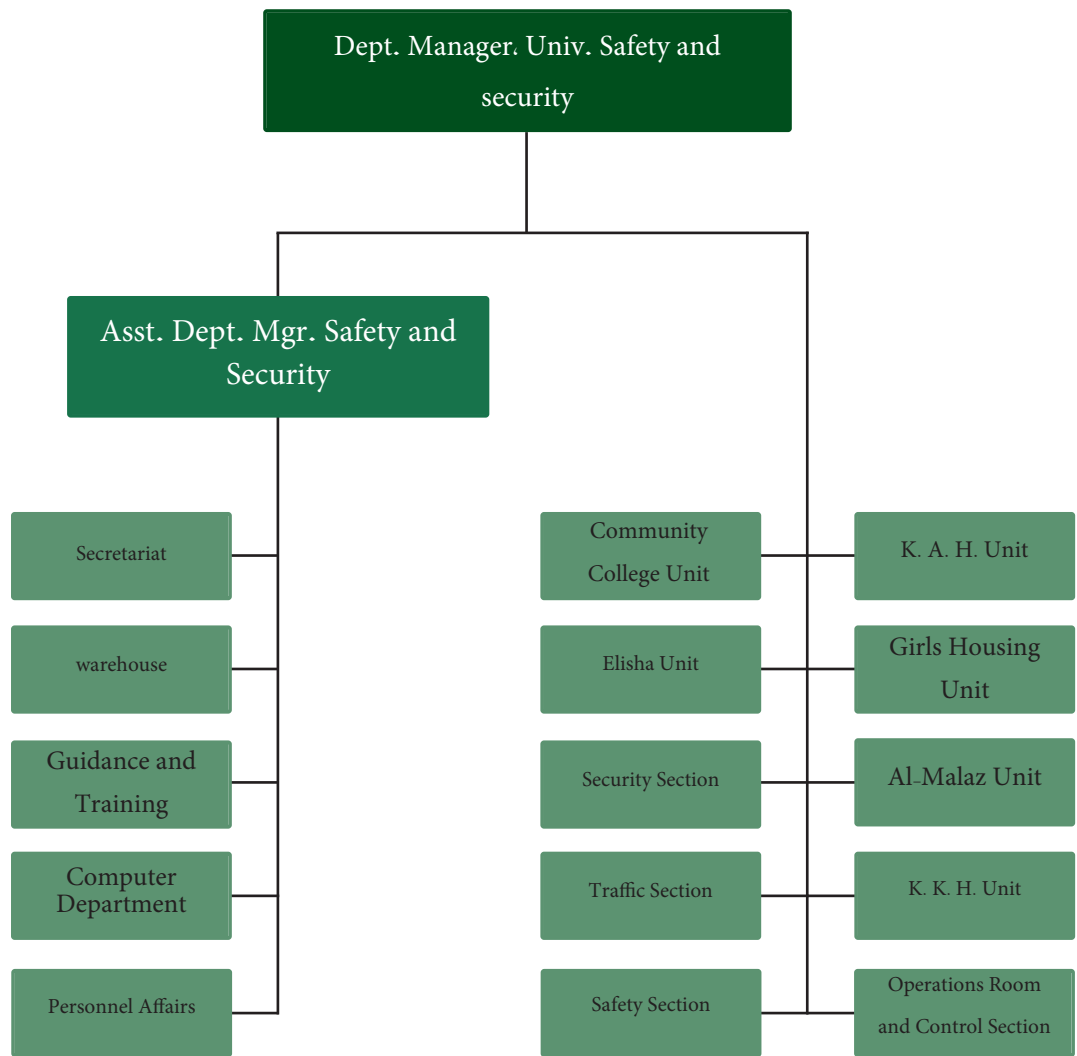 Dept. Manager. Univ. Safety and
security
Asst. Dept. Mgr. Safety and
Security
Secretariat
warehouse
Guidance and
Training
Computer
Department
Personnel Affairs
Community
College Unit
Elisha Unit
Security Section
Traffic Section
Safety Section
K. A. H. Unit
Girls Housing
Unit
Al-Malaz Unit
K. K. H. Unit
Operations Room
and Control Section